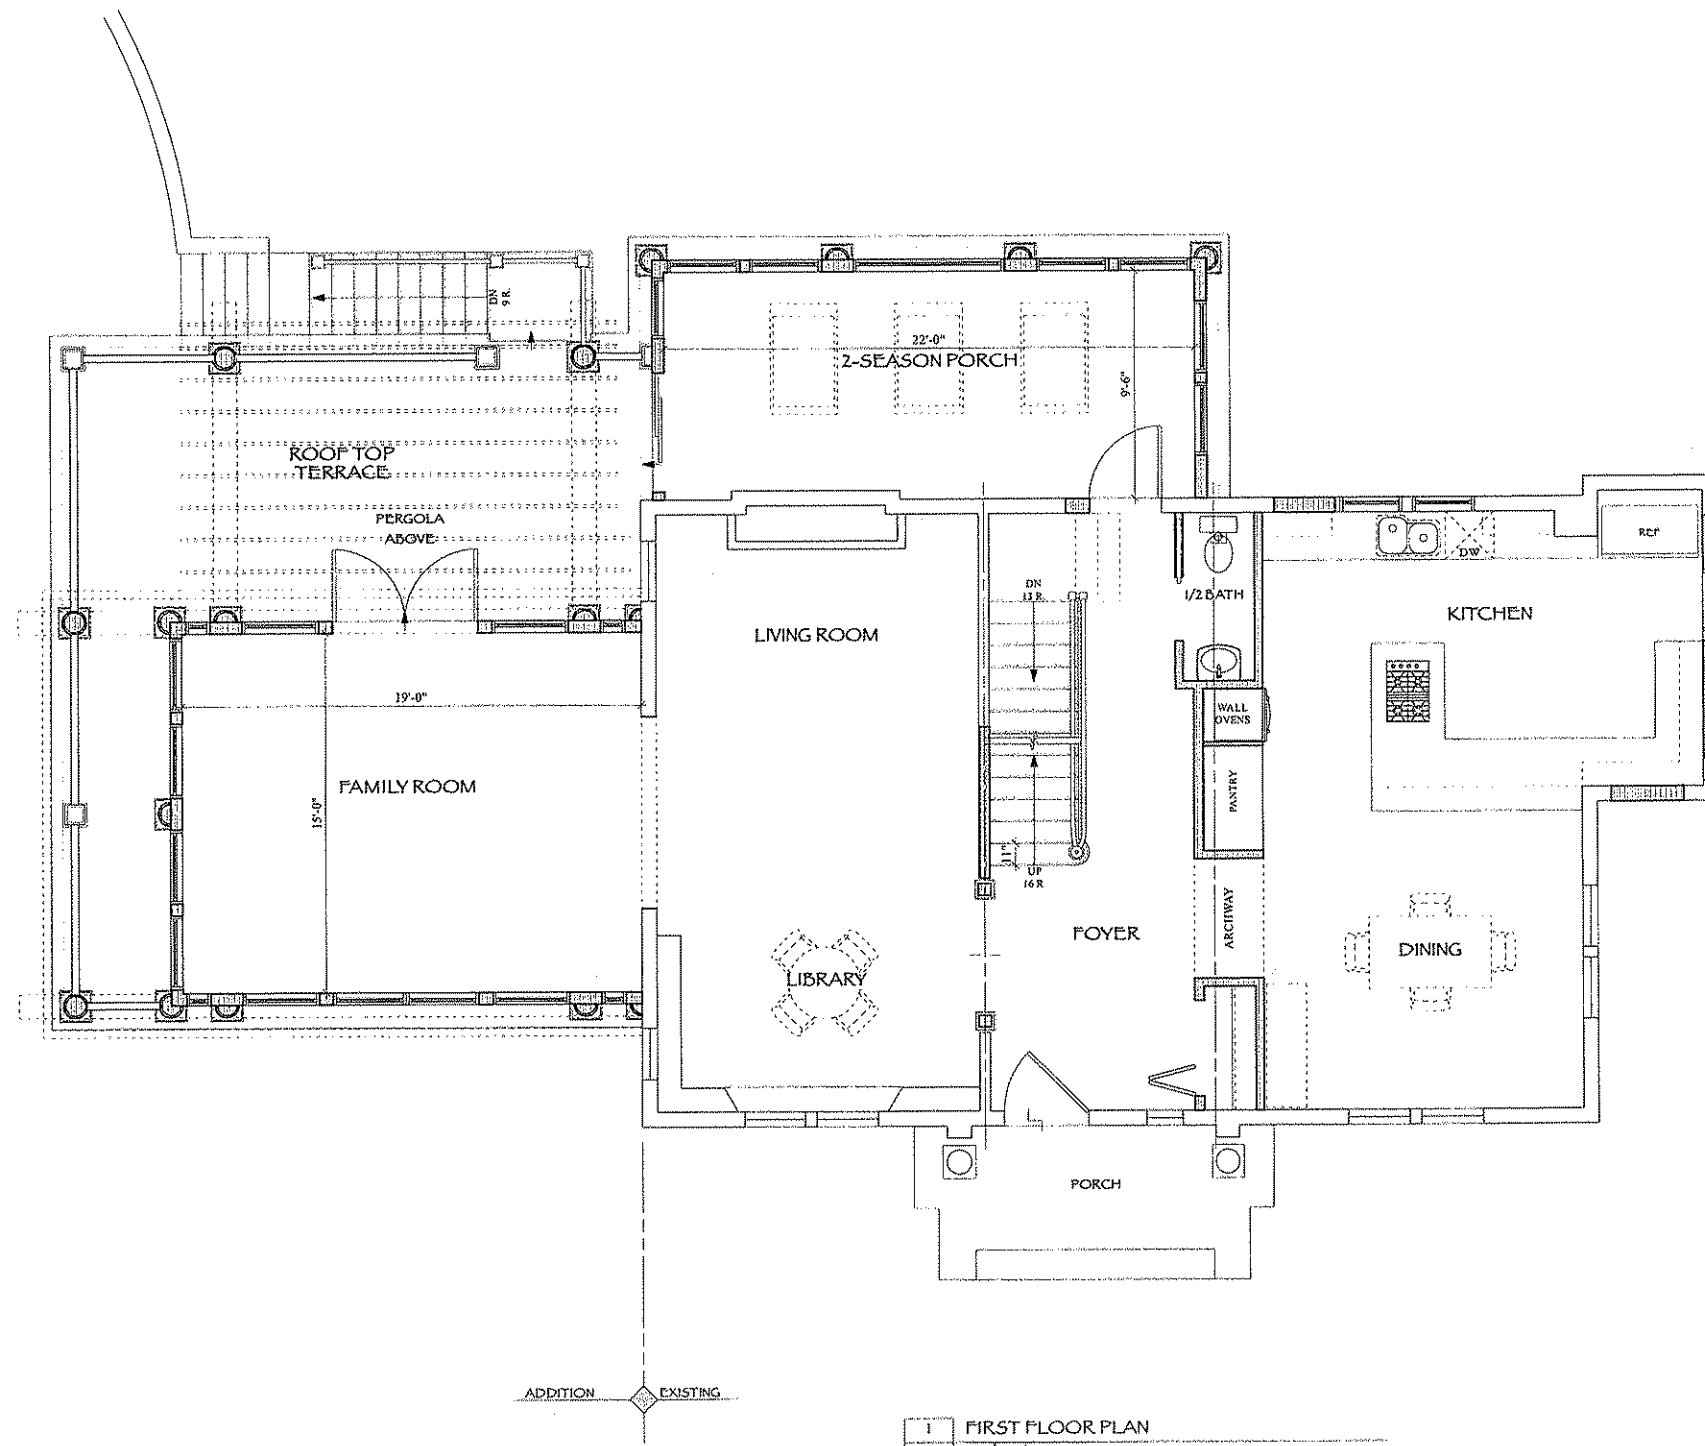 DN
9 R.
22'-0"
2-SEASON PORCH
9'-6"
ROOF TOP
TERRACE
PERGOLA
ABOVE
REF
DW
DN
13 R.
1/2 BATH
KITCHEN
LIVING ROOM
19'-0"
WALL
OVENS
FAMILY ROOM
15'-0"
PANTRY
11"
UP
16 R
ARCHWAY
FOYER
DINING
LIBRARY
PORCH
ADDITION
EXISTING
1 FIRST FLOOR PLAN